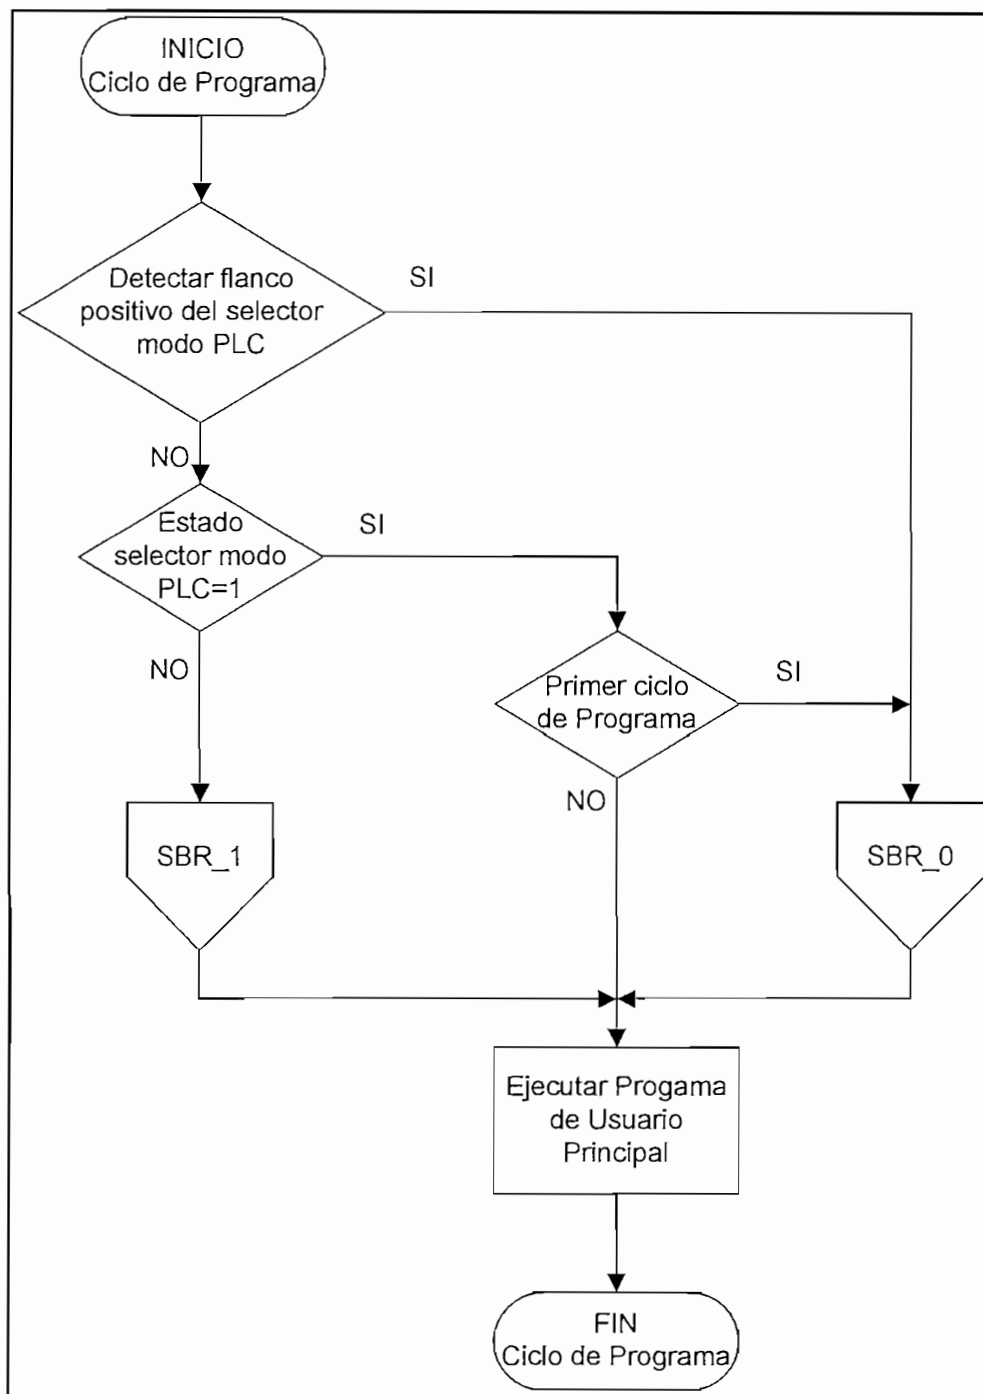 INICIO
Ciclo de Programa
Detectar flanco
positivo del selector
modo PLC
SI
NO
Estado
selector modo
PLC=1
SI
NO
Primer ciclo
de Programa
SI
NO
SBR_1
SBR_0
Ejecutar Progama
de Usuario
Principal
FIN
Ciclo de Programa